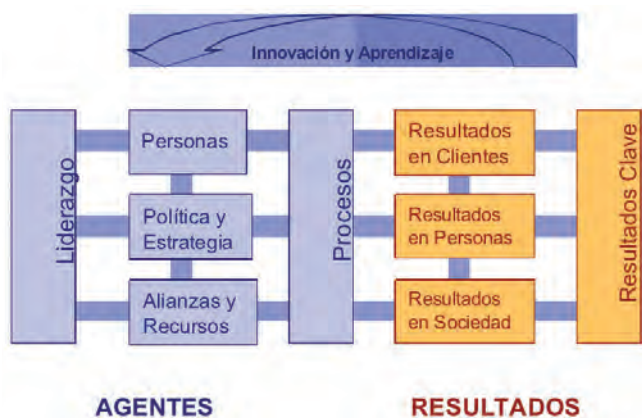 Innovación y Aprendizaje
Liderazgo
Personas
Política y
Estrategia
Alianzas y
Recursos
Procesos
Resultados
en Clientes
Resultados
en Personas
Resultados
en Sociedad
Resultados Clave
AGENTES
RESULTADOS